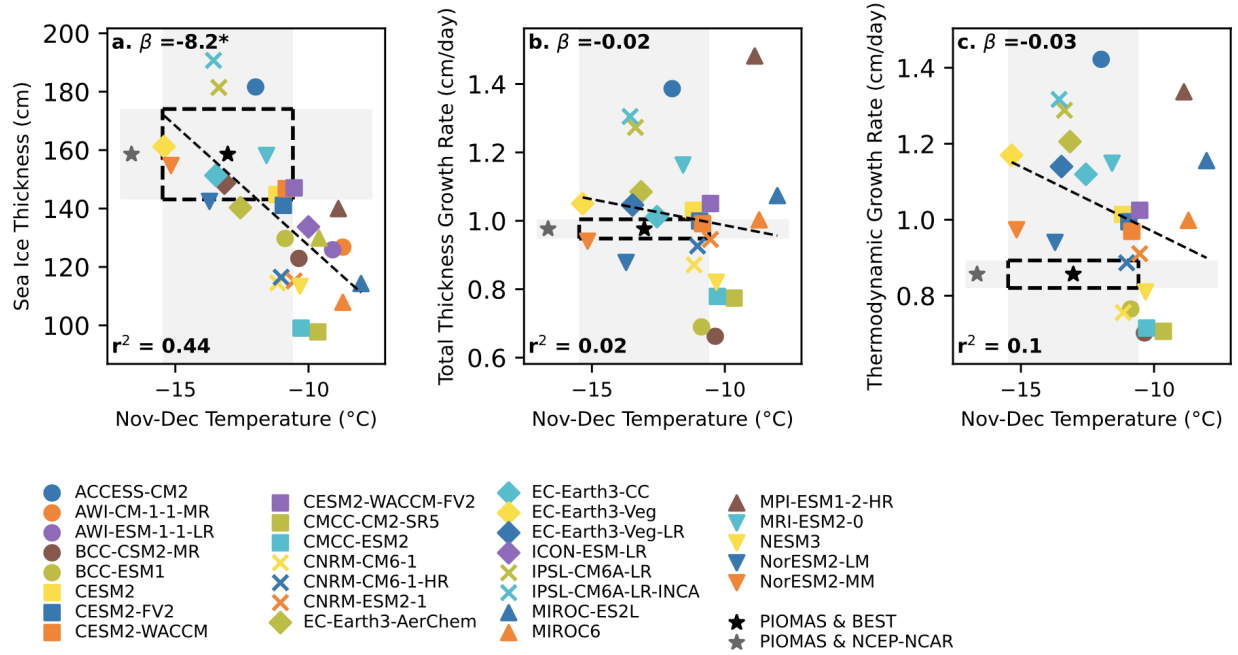 a. β =-8.2*
b. β =-0.02
c. β =-0.03
200
180
160
140
120
100
Sea Ice Thickness (cm)
r² = 0.44
−15
−10
Nov-Dec Temperature (°C)
1.4
1.2
1.0
0.8
0.6
Total Thickness Growth Rate (cm/day)
r² = 0.02
−15
−10
Nov-Dec Temperature (°C)
1.4
1.2
1.0
0.8
Thermodynamic Growth Rate (cm/day)
r² = 0.1
−15
−10
Nov-Dec Temperature (°C)
ACCESS-CM2
AWI-CM-1-1-MR
AWI-ESM-1-1-LR
BCC-CSM2-MR
BCC-ESM1
CESM2
CESM2-FV2
CESM2-WACCM
CESM2-WACCM-FV2
CMCC-CM2-SR5
CMCC-ESM2
CNRM-CM6-1
CNRM-CM6-1-HR
CNRM-ESM2-1
EC-Earth3-AerChem
EC-Earth3-CC
EC-Earth3-Veg
EC-Earth3-Veg-LR
ICON-ESM-LR
IPSL-CM6A-LR
IPSL-CM6A-LR-INCA
MIROC-ES2L
MIROC6
MPI-ESM1-2-HR
MRI-ESM2-0
NESM3
NorESM2-LM
NorESM2-MM
PIOMAS & BEST
PIOMAS & NCEP-NCAR